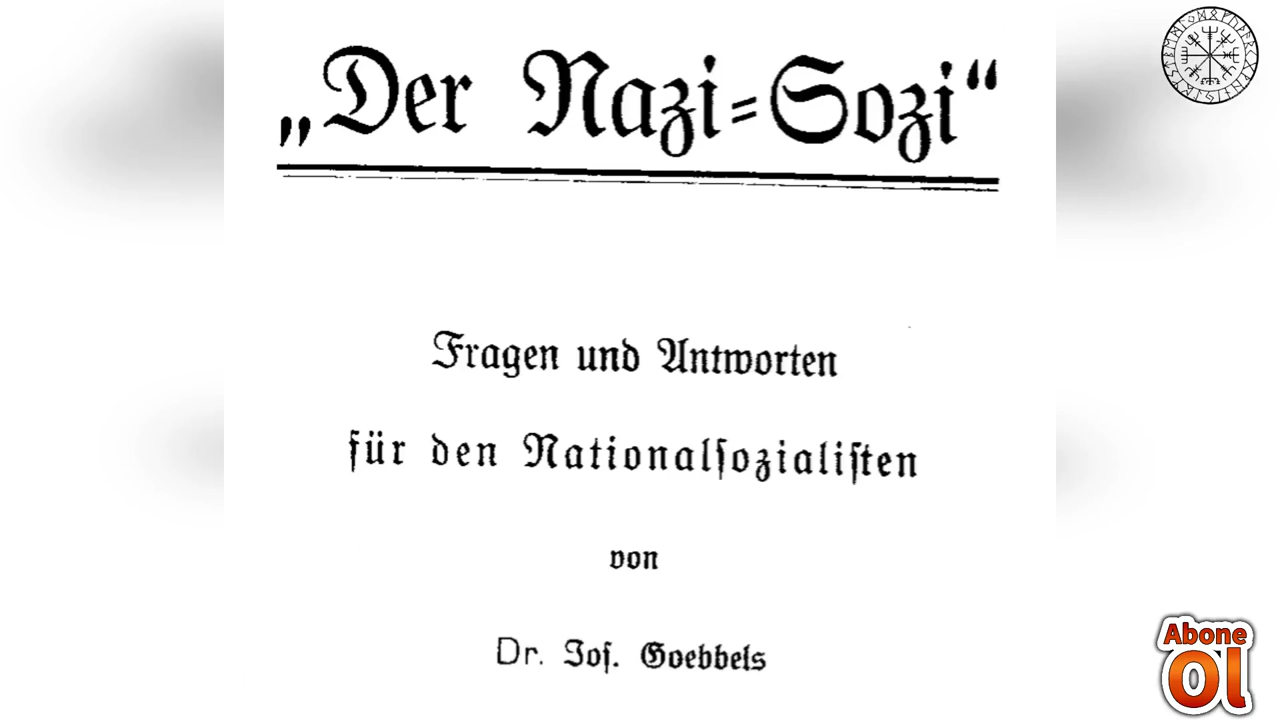 „Der Nazi=Sozi“
Fragen und Antworten
für den Nationalſozialiſten
von
Dr. Joſ. Goebbels
Abone
Ol